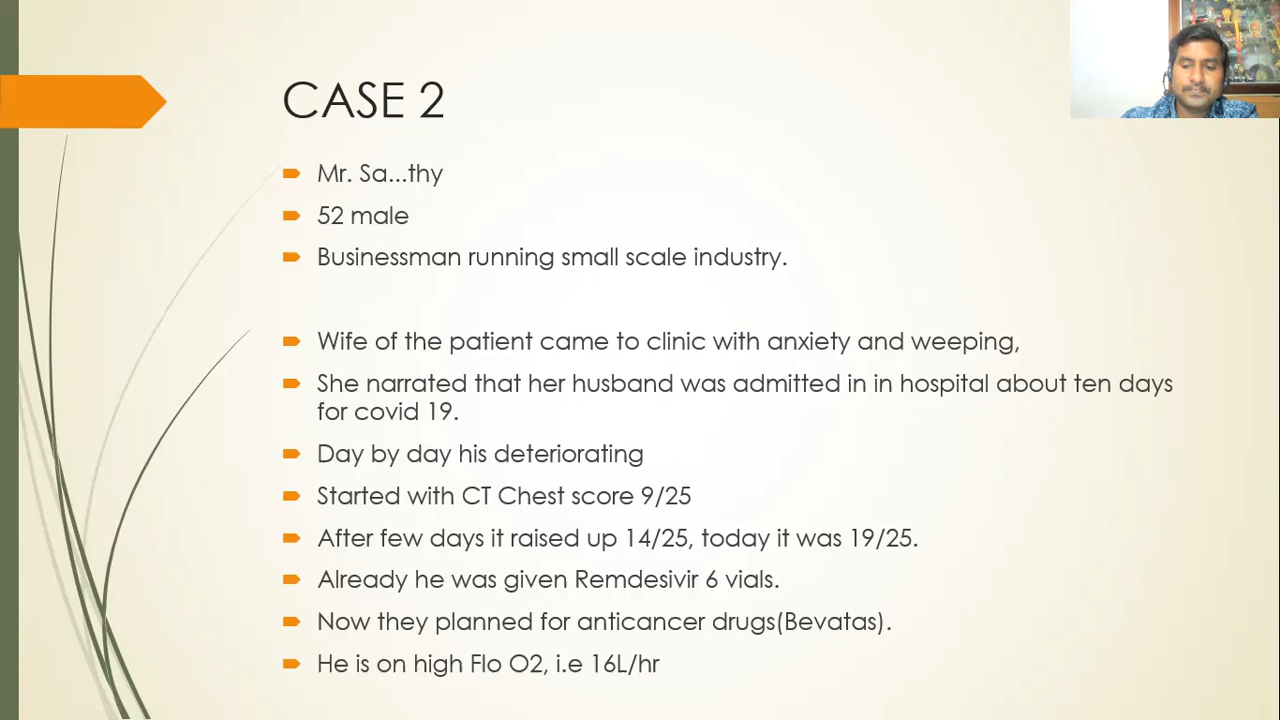 CASE 2
Mr. Sa...thy
52 male
Businessman running small scale industry.
Wife of the patient came to clinic with anxiety and weeping,
She narrated that her husband was admitted in in hospital about ten days
for covid 19.
Day by day his deteriorating
Started with CT Chest score 9/25
After few days it raised up 14/25, today it was 19/25.
Already he was given Remdesivir 6 vials.
Now they planned for anticancer drugs(Bevatas).
He is on high Flo O2, i.e 16L/hr